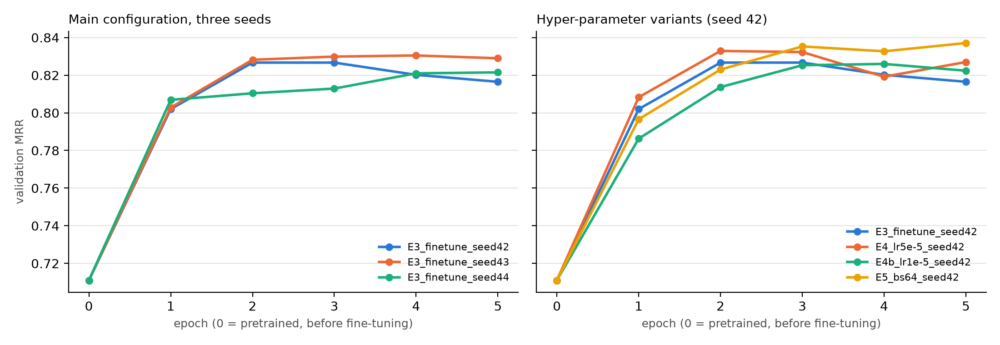 Main configuration, three seeds
validation MRR
0.84
0.82
0.80
0.78
0.76
0.74
0.72
0 1 2 3 4 5
epoch (0 = pretrained, before fine-tuning)
E3_finetune_seed42
E3_finetune_seed43
E3_finetune_seed44
Hyper-parameter variants (seed 42)
0 1 2 3 4 5
epoch (0 = pretrained, before fine-tuning)
E3_finetune_seed42
E4_lr5e-5_seed42
E4b_lr1e-5_seed42
E5_bs64_seed42